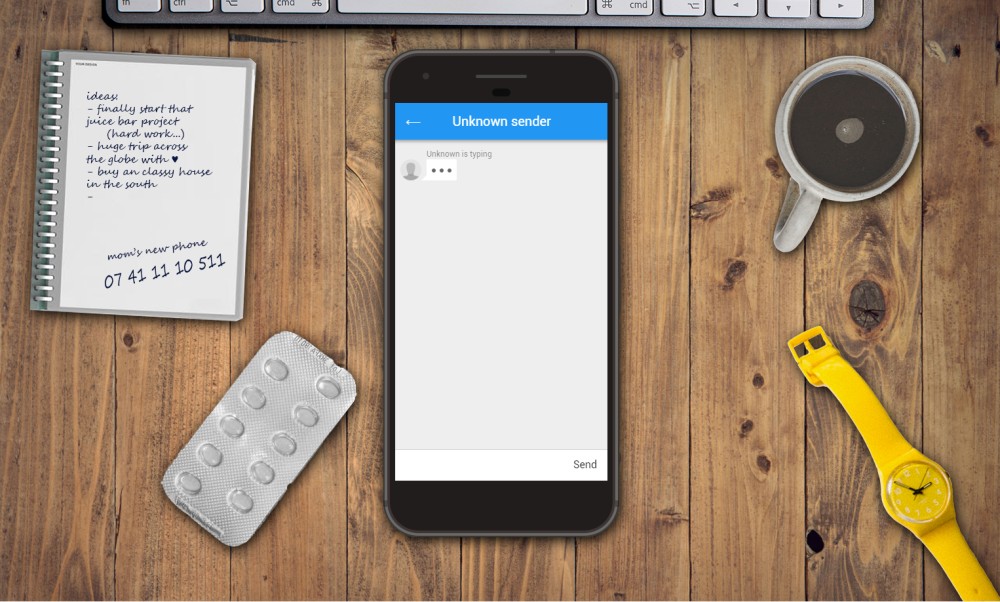 fn
ctrl
cmd ⌘
⌘ cmd
YOUR DESIGN
ideas:
- finally start that
juice bar project
(hard work...)
- huge trip across
the globe with ♥
- buy an classy house
in the south
-
mom's new phone
07 41 11 10 511
← Unknown sender
Unknown is typing
Send